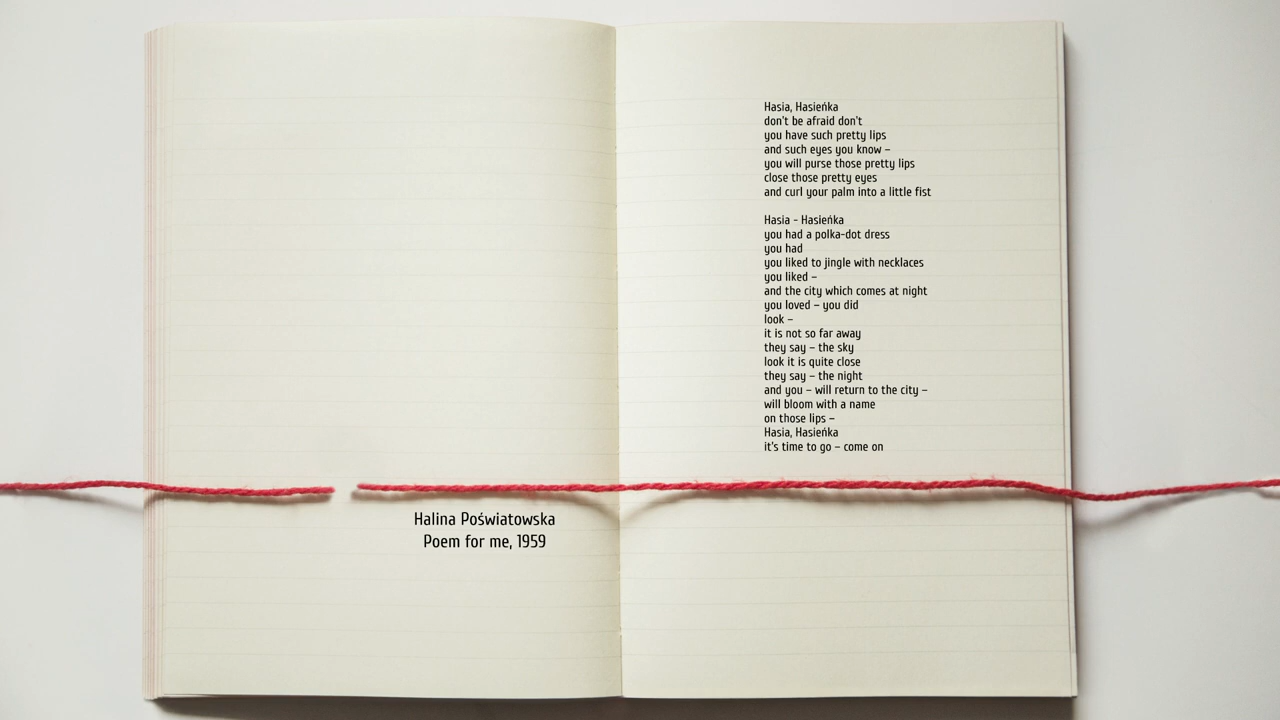 Hasia, Hasieńka
don't be afraid don't
you have such pretty lips
and such eyes you know –
you will purse those pretty lips
close those pretty eyes
and curl your palm into a little fist

Hasia - Hasieńka
you had a polka-dot dress
you had
you liked to jingle with necklaces
you liked –
and the city which comes at night
you loved – you did
look –
it is not so far away
they say – the sky
look it is quite close
they say – the night
and you – will return to the city –
will bloom with a name
on those lips –
Hasia, Hasieńka
it's time to go – come on
Halina Poświatowska
Poem for me, 1959